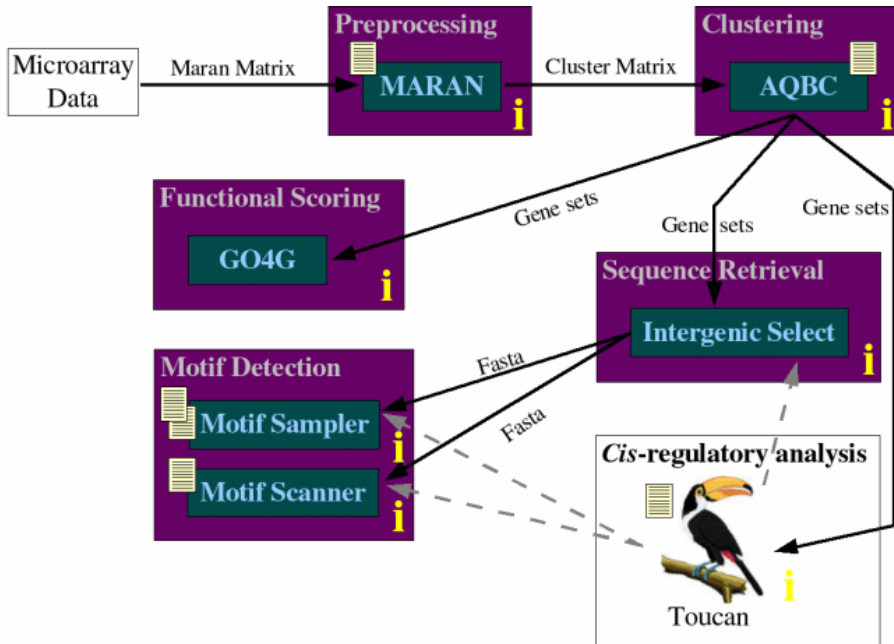 Preprocessing
Clustering
Microarray
Data
Maran Matrix
MARAN
i
Cluster Matrix
AQBC
i
Functional Scoring
GO4G
i
Gene sets
Gene sets
Gene sets
Sequence Retrieval
Intergenic Select
i
Motif Detection
Motif Sampler
i
Motif Scanner
i
Fasta
Fasta
Cis-regulatory analysis
i
Toucan